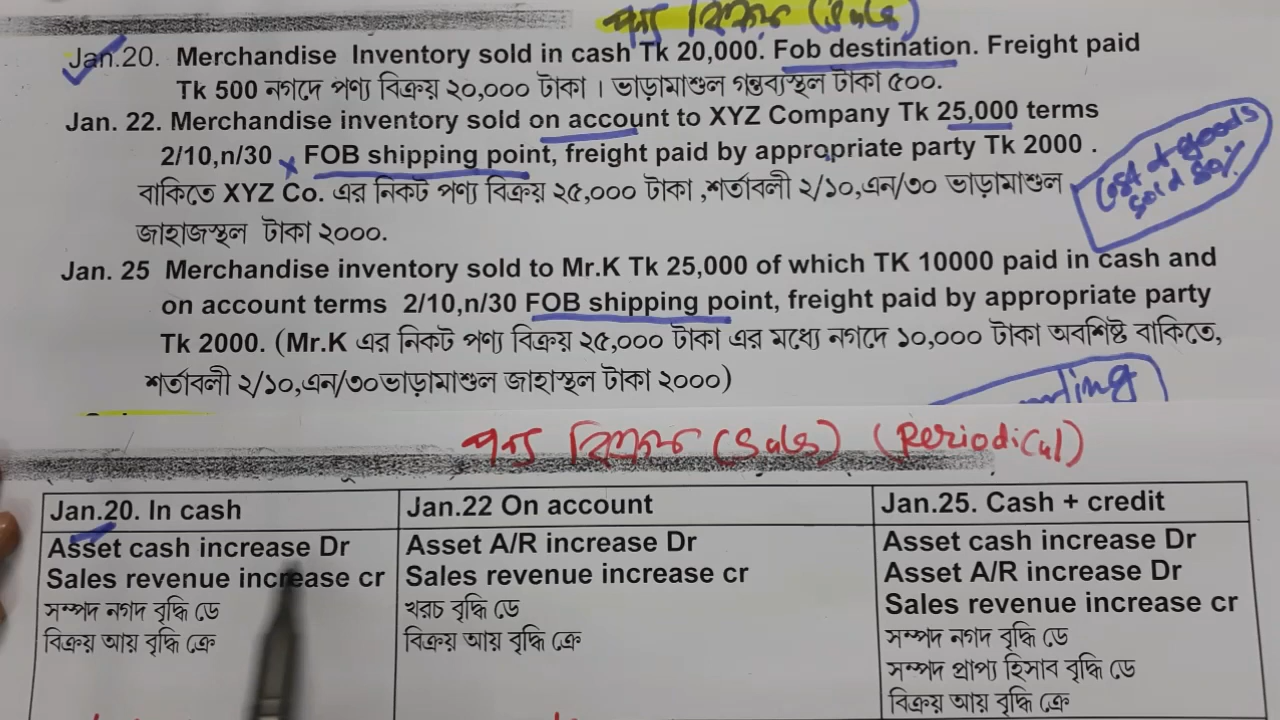 পন্য বিক্রয় (Sales)
Jan.20. Merchandise Inventory sold in cash Tk 20,000. Fob destination. Freight paid
Tk 500 নগদে পণ্য বিক্রয় ২০,০০০ টাকা । ভাড়ামাশুল গন্তব্যস্থল টাকা ৫০০.
Jan. 22. Merchandise inventory sold on account to XYZ Company Tk 25,000 terms
2/10,n/30 x FOB shipping point, freight paid by appropriate party Tk 2000 .
বাকিতে XYZ Co. এর নিকট পণ্য বিক্রয় ২৫,০০০ টাকা ,শর্তাবলী ২/১০,এন/৩০ ভাড়ামাশুল
জাহাজস্থল টাকা ২০০০.
Cost of goods
sold 80%
Jan. 25 Merchandise inventory sold to Mr.K Tk 25,000 of which TK 10000 paid in cash and
on account terms 2/10,n/30 FOB shipping point, freight paid by appropriate party
Tk 2000. (Mr.K এর নিকট পণ্য বিক্রয় ২৫,০০০ টাকা এর মধ্যে নগদে ১০,০০০ টাকা অবশিষ্ট বাকিতে,
শর্তাবলী ২/১০,এন/৩০ভাড়ামাশুল জাহাস্থল টাকা ২০০০)
পন্য বিক্রয় (Sales) (Periodical)
Jan.20. In cash
Asset cash increase Dr
Sales revenue increase cr
সম্পদ নগদ বৃদ্ধি ডে
বিক্রয় আয় বৃদ্ধি ক্রে
Jan.22 On account
Asset A/R increase Dr
Sales revenue increase cr
খরচ বৃদ্ধি ডে
বিক্রয় আয় বৃদ্ধি ক্রে
Jan.25. Cash + credit
Asset cash increase Dr
Asset A/R increase Dr
Sales revenue increase cr
সম্পদ নগদ বৃদ্ধি ডে
সম্পদ প্রাপ্য হিসাব বৃদ্ধি ডে
বিক্রয় আয় বৃদ্ধি ক্রে